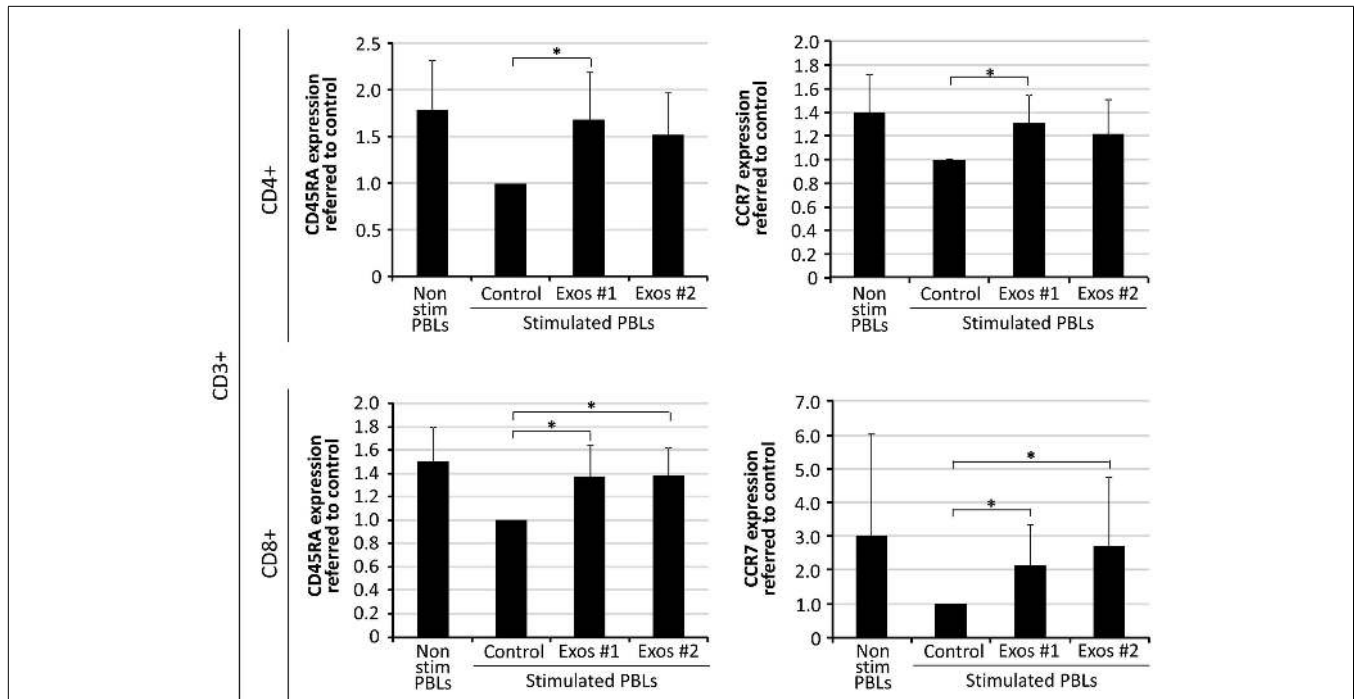 CD3+
CD4+
CD45RA expression
referred to control
2.5
2.0
1.5
1.0
0.5
0
*
Non
stim
PBLs
Control
Exos #1
Exos #2
Stimulated PBLs
CCR7 expression
referred to control
2.0
1.8
1.6
1.4
1.2
1.0
0.8
0.6
0.4
0.2
0
*
Non
stim
PBLs
Control
Exos #1
Exos #2
Stimulated PBLs
CD8+
CD45RA expression
referred to control
2.0
1.8
1.6
1.4
1.2
1.0
0.8
0.6
0.4
0.2
0
*
*
Non
stim
PBLs
Control
Exos #1
Exos #2
Stimulated PBLs
CCR7 expression
referred to control
7.0
6.0
5.0
4.0
3.0
2.0
1.0
0
*
*
Non
stim
PBLs
Control
Exos #1
Exos #2
Stimulated PBLs